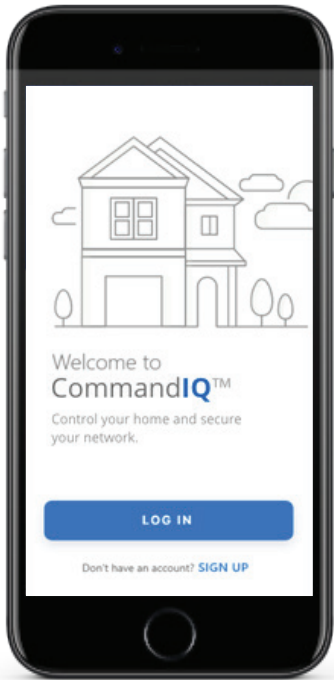 Welcome to
CommandIQ™
Control your home and secure
your network.
LOG IN
Don't have an account? SIGN UP